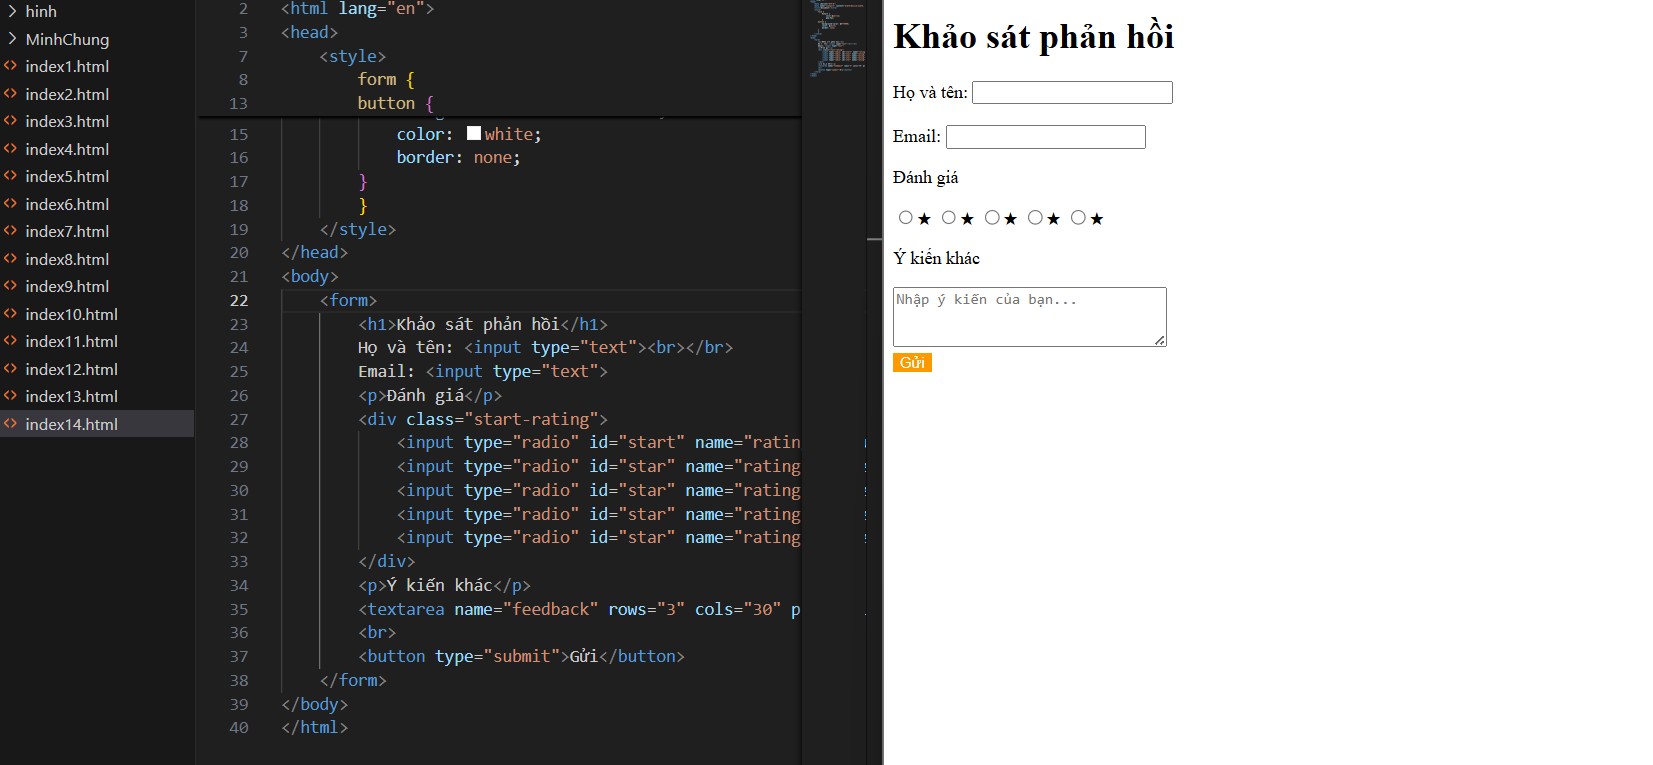 hinh
MinhChung
index1.html
index2.html
index3.html
index4.html
index5.html
index6.html
index7.html
index8.html
index9.html
index10.html
index11.html
index12.html
index13.html
index14.html
2 <html lang="en">
3 <head>
7 <style>
8 form {
13 button {
15 color: white;
16 border: none;
17 }
18 }
19 </style>
20 </head>
21 <body>
22 <form>
23 <h1>Khảo sát phản hồi</h1>
24 Họ và tên: <input type="text"><br></br>
25 Email: <input type="text">
26 <p>Đánh giá</p>
27 <div class="start-rating">
28 <input type="radio" id="start" name="ratin
29 <input type="radio" id="star" name="rating
30 <input type="radio" id="star" name="rating
31 <input type="radio" id="star" name="rating
32 <input type="radio" id="star" name="rating
33 </div>
34 <p>Ý kiến khác</p>
35 <textarea name="feedback" rows="3" cols="30" p
36 <br>
37 <button type="submit">Gửi</button>
38 </form>
39 </body>
40 </html>
Khảo sát phản hồi
Họ và tên:
Email:
Đánh giá
★ ★ ★ ★ ★
Ý kiến khác
Nhập ý kiến của bạn...
Gửi